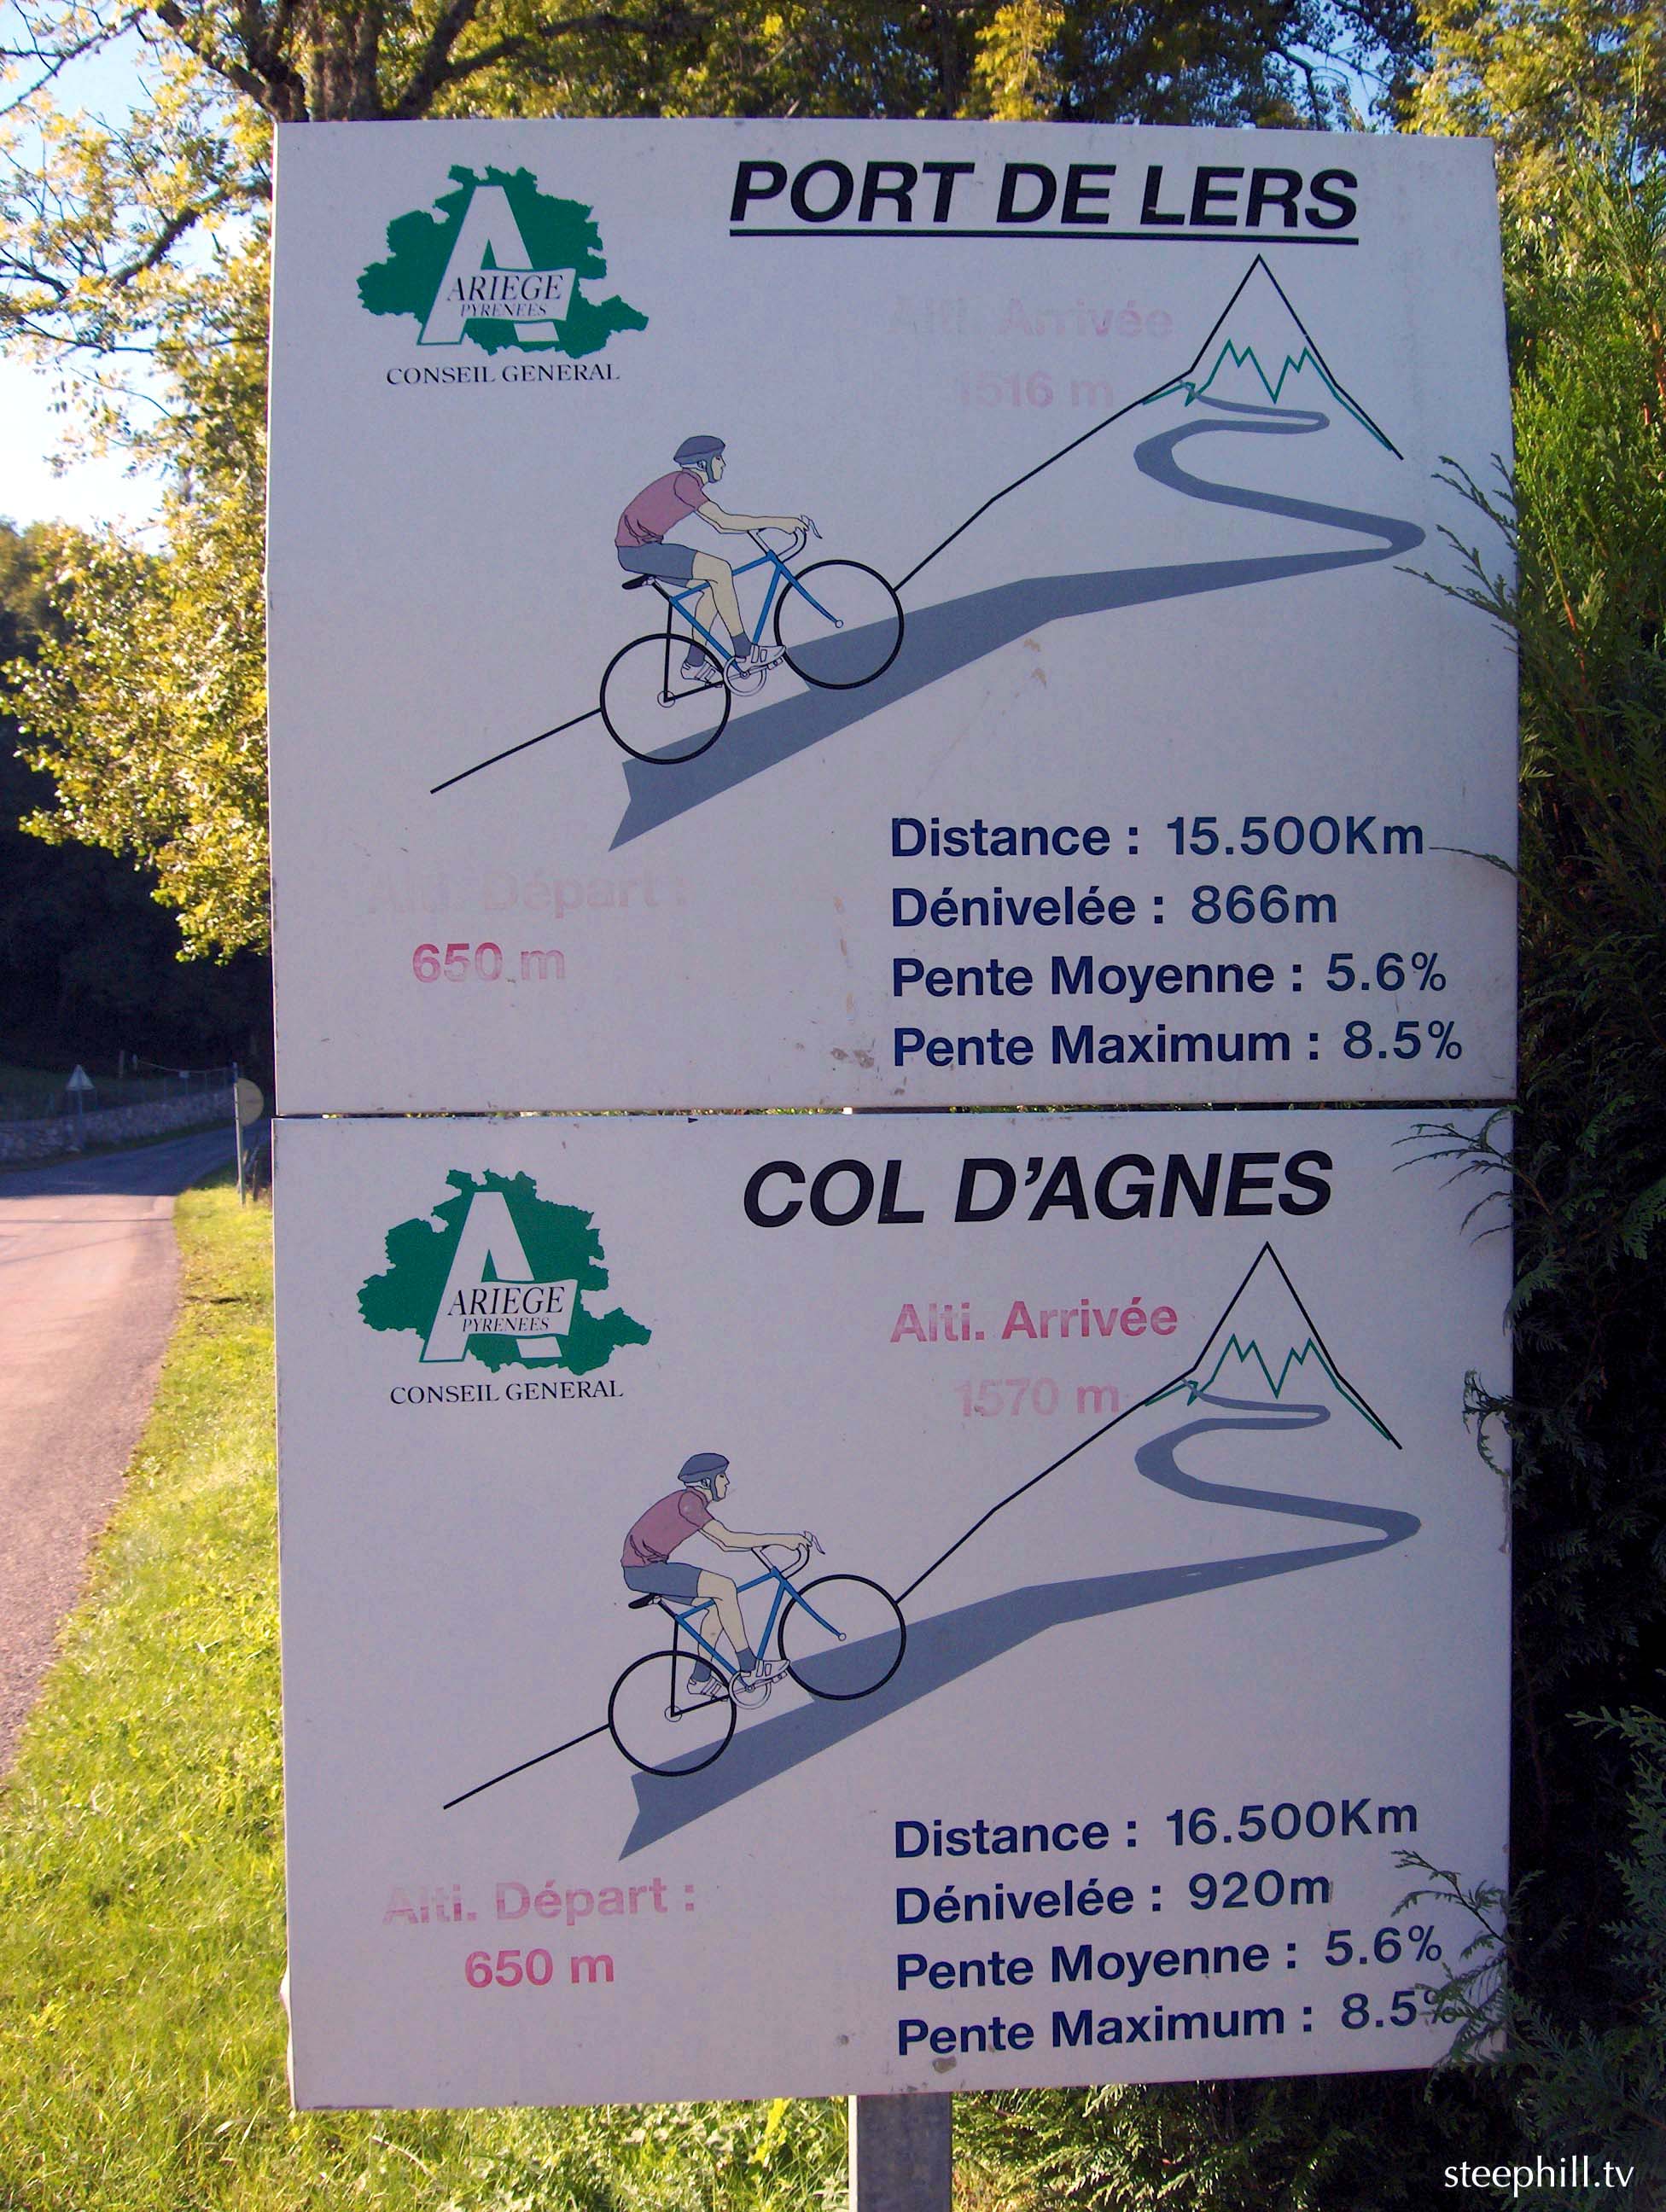 PORT DE LERS
ARIEGE
PYRENEES
CONSEIL GENERAL
Alti. Arrivée
1516 m
Distance : 15.500Km
Dénivelée : 866m
Alti. Départ :
650 m
Pente Moyenne : 5.6%
Pente Maximum : 8.5%
COL D'AGNES
ARIEGE
PYRENEES
CONSEIL GENERAL
Alti. Arrivée
1570 m
Distance : 16.500Km
Dénivelée : 920m
Alti. Départ :
650 m
Pente Moyenne : 5.6%
Pente Maximum : 8.5%
steephill.tv